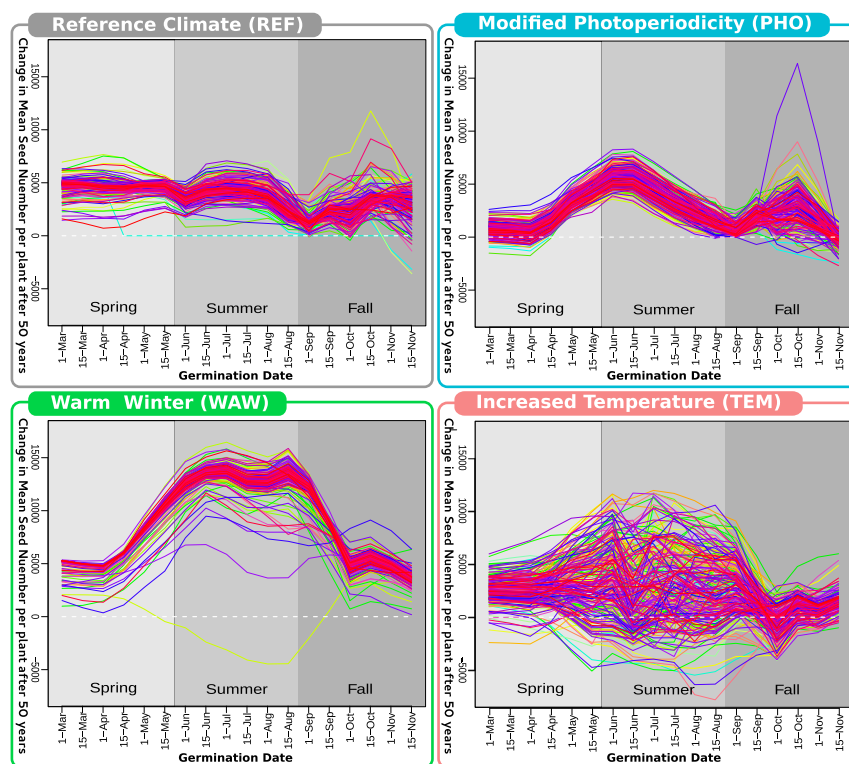 Reference Climate (REF)
Change in Mean Seed Nuember per plant after 50 years
15000
10000
5000
0
−5000
Spring
Summer
Fall
1−Mar
15−Mar
1−Apr
15−Apr
1−May
15−May
1−Jun
15−Jun
1−Jul
15−Jul
1−Aug
15−Aug
1−Sep
15−Sep
1−Oct
15−Oct
1−Nov
15−Nov
Germination Date
Modified Photoperiodicity (PHO)
Change in Mean Seed Nuember per plant after 50 years
15000
10000
5000
0
−5000
Spring
Summer
Fall
1−Mar
15−Mar
1−Apr
15−Apr
1−May
15−May
1−Jun
15−Jun
1−Jul
15−Jul
1−Aug
15−Aug
1−Sep
15−Sep
1−Oct
15−Oct
1−Nov
15−Nov
Germination Date
Warm Winter (WAW)
Change in Mean Seed Nuember per plant after 50 years
15000
10000
5000
0
−5000
Spring
Summer
Fall
1−Mar
15−Mar
1−Apr
15−Apr
1−May
15−May
1−Jun
15−Jun
1−Jul
15−Jul
1−Aug
15−Aug
1−Sep
15−Sep
1−Oct
15−Oct
1−Nov
15−Nov
Germination Date
Increased Temperature (TEM)
Change in Mean Seed Nuember per plant after 50 years
15000
10000
5000
0
−5000
Spring
Summer
Fall
1−Mar
15−Mar
1−Apr
15−Apr
1−May
15−May
1−Jun
15−Jun
1−Jul
15−Jul
1−Aug
15−Aug
1−Sep
15−Sep
1−Oct
15−Oct
1−Nov
15−Nov
Germination Date